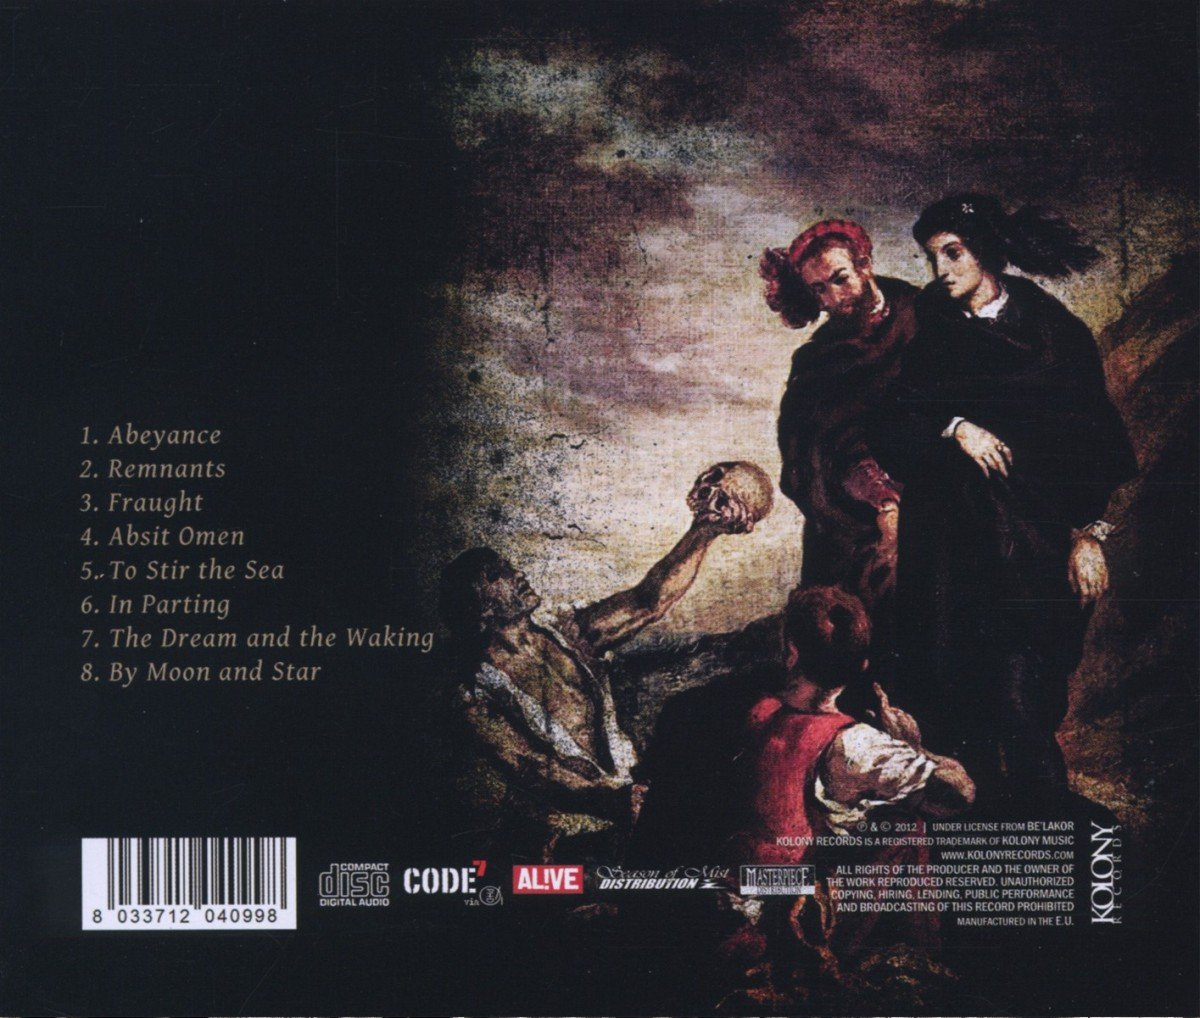 1. Abeyance
2. Remnants
3. Fraught
4. Absit Omen
5. To Stir the Sea
6. In Parting
7. The Dream and the Waking
8. By Moon and Star
℗ & © 2012 | UNDER LICENSE FROM BE'LAKOR
KOLONY RECORDS IS A REGISTERED TRADEMARK OF KOLONY MUSIC
WWW.KOLONYRECORDS.COM
ALL RIGHTS OF THE PRODUCER AND THE OWNER OF
THE WORK REPRODUCED RESERVED. UNAUTHORIZED
COPYING, HIRING, LENDING, PUBLIC PERFORMANCE
AND BROADCASTING OF THIS RECORD PROHIBITED
MANUFACTURED IN THE E.U.
KOLONY
RECORDS
8 033712 040998
COMPACT
disc
DIGITAL AUDIO
CODE7
via
AL!VE
Season of Mist
DISTRIBUTION
MASTERPIECE
DISTRIBUTION